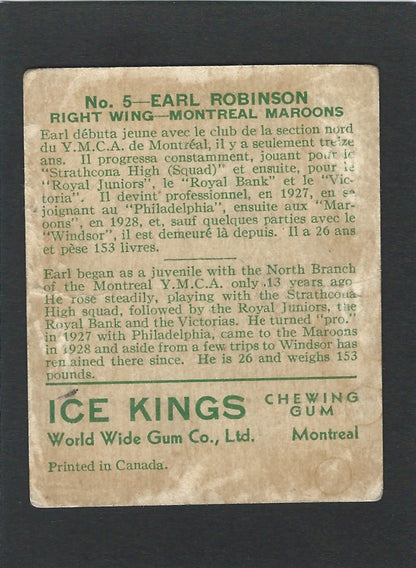 No. 5—EARL ROBINSON
RIGHT WING—MONTREAL MAROONS
Earl débuta jeune avec le club de la section nord
du Y.M.C.A. de Montréal, il y a seulement treize
ans. Il progressa constamment, jouant pour le
"Strathcona High (Squad)" et ensuite, pour le
"Royal Juniors", le "Royal Bank" et le "Vic-
toria". Il devint professionnel, en 1927, en se
joignant au "Philadelphia", ensuite aux "Mar-
oons", en 1928, et, sauf quelques parties avec le
"Windsor", il est demeuré là depuis. Il a 26 ans
et pèse 153 livres.
Earl began as a juvenile with the North Branch
of the Montreal Y.M.C.A. only 13 years ago
He rose steadily, playing with the Strathcona
High squad, followed by the Royal Juniors, the
Royal Bank and the Victorias. He turned "pro."
in 1927 with Philadelphia, came to the Maroons
in 1928 and aside from a few trips to Windsor has
remained there since. He is 26 and weighs 153
pounds.
ICE KINGS CHEWING GUM
World Wide Gum Co., Ltd. Montreal
Printed in Canada.